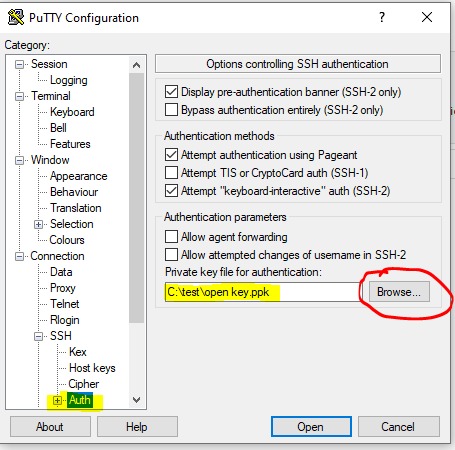 PuTTY Configuration
?
Category:
Session
Logging
Terminal
Keyboard
Bell
Features
Window
Appearance
Behaviour
Translation
Selection
Colours
Connection
Data
Proxy
Telnet
Rlogin
SSH
Kex
Host keys
Cipher
Auth
Options controlling SSH authentication
Display pre-authentication banner (SSH-2 only)
Bypass authentication entirely (SSH-2 only)
Authentication methods
Attempt authentication using Pageant
Attempt TIS or CryptoCard auth (SSH-1)
Attempt "keyboard-interactive" auth (SSH-2)
Authentication parameters
Allow agent forwarding
Allow attempted changes of username in SSH-2
Private key file for authentication:
C:\test\open key.ppk
Browse...
About
Help
Open
Cancel